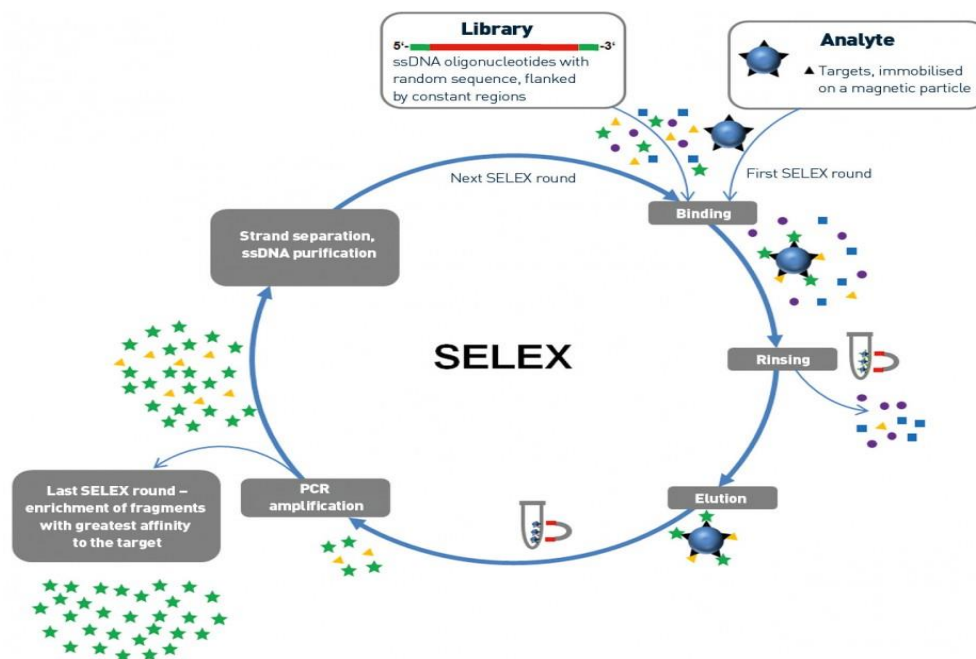 Library
5'- -3'
ssDNA oligonucleotides with
random sequence, flanked
by constant regions
Analyte
Targets, immobilised
on a magnetic particle
Next SELEX round
First SELEX round
Binding
Strand separation,
ssDNA purification
SELEX
Rinsing
Elution
PCR
amplification
Last SELEX round –
enrichment of fragments
with greatest affinity
to the target